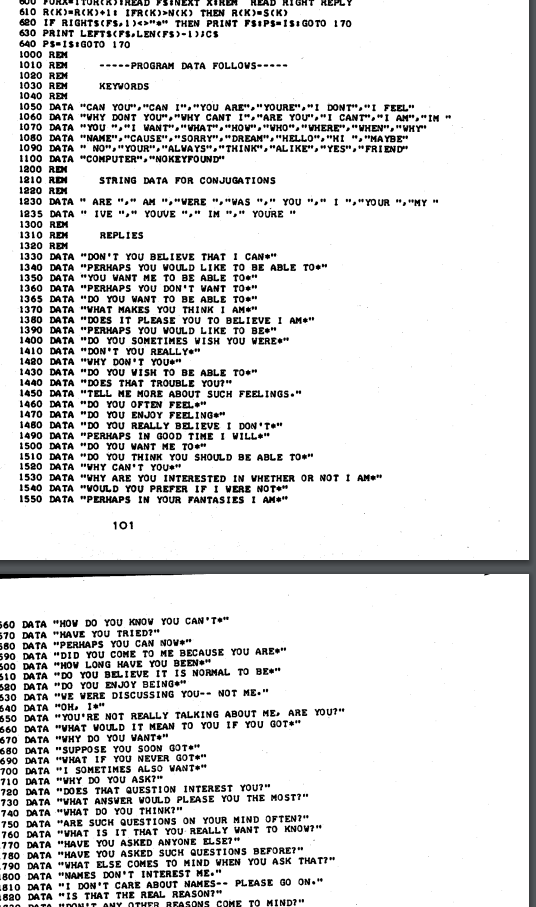 600 FORX=1TOR(K):READ F$:NEXT X:REM  READ RIGHT REPLY
610 R(K)=R(K)+1: IFR(K)>N(K) THEN R(K)=S(K)
620 IF RIGHT$(F$,1)<>"*" THEN PRINT F$:P$=I$:GOTO 170
630 PRINT LEFT$(F$,LEN(F$)-1);C$
640 P$=I$:GOTO 170
1000 REM
1010 REM     -----PROGRAM DATA FOLLOWS-----
1020 REM
1030 REM     KEYWORDS
1040 REM
1050 DATA "CAN YOU","CAN I","YOU ARE","YOURE","I DONT","I FEEL"
1060 DATA "WHY DONT YOU","WHY CANT I","ARE YOU","I CANT","I AM","IM "
1070 DATA "YOU ","I WANT","WHAT","HOW","WHO","WHERE","WHEN","WHY"
1080 DATA "NAME","CAUSE","SORRY","DREAM","HELLO","HI ","MAYBE"
1090 DATA " NO","YOUR","ALWAYS","THINK","ALIKE","YES","FRIEND"
1100 DATA "COMPUTER","NOKEYFOUND"
1200 REM
1210 REM     STRING DATA FOR CONJUGATIONS
1220 REM
1230 DATA " ARE "," AM ","WERE ","WAS "," YOU "," I ","YOUR ","MY "
1235 DATA " IVE "," YOUVE "," IM "," YOURE "
1300 REM
1310 REM     REPLIES
1320 REM
1330 DATA "DON'T YOU BELIEVE THAT I CAN*"
1340 DATA "PERHAPS YOU WOULD LIKE TO BE ABLE TO*"
1350 DATA "YOU WANT ME TO BE ABLE TO*"
1360 DATA "PERHAPS YOU DON'T WANT TO*"
1365 DATA "DO YOU WANT TO BE ABLE TO*"
1370 DATA "WHAT MAKES YOU THINK I AM*"
1380 DATA "DOES IT PLEASE YOU TO BELIEVE I AM*"
1390 DATA "PERHAPS YOU WOULD LIKE TO BE*"
1400 DATA "DO YOU SOMETIMES WISH YOU WERE*"
1410 DATA "DON'T YOU REALLY*"
1420 DATA "WHY DON'T YOU*"
1430 DATA "DO YOU WISH TO BE ABLE TO*"
1440 DATA "DOES THAT TROUBLE YOU?"
1450 DATA "TELL ME MORE ABOUT SUCH FEELINGS."
1460 DATA "DO YOU OFTEN FEEL*"
1470 DATA "DO YOU ENJOY FEELING*"
1480 DATA "DO YOU REALLY BELIEVE I DON'T*"
1490 DATA "PERHAPS IN GOOD TIME I WILL*"
1500 DATA "DO YOU WANT ME TO*"
1510 DATA "DO YOU THINK YOU SHOULD BE ABLE TO*"
1520 DATA "WHY CAN'T YOU*"
1530 DATA "WHY ARE YOU INTERESTED IN WHETHER OR NOT I AM*"
1540 DATA "WOULD YOU PREFER IF I WERE NOT*"
1550 DATA "PERHAPS IN YOUR FANTASIES I AM*"
101
560 DATA "HOW DO YOU KNOW YOU CAN'T*"
570 DATA "HAVE YOU TRIED?"
580 DATA "PERHAPS YOU CAN NOW*"
590 DATA "DID YOU COME TO ME BECAUSE YOU ARE*"
600 DATA "HOW LONG HAVE YOU BEEN*"
610 DATA "DO YOU BELIEVE IT IS NORMAL TO BE*"
620 DATA "DO YOU ENJOY BEING*"
630 DATA "WE WERE DISCUSSING YOU-- NOT ME."
640 DATA "OH, I*"
650 DATA "YOU'RE NOT REALLY TALKING ABOUT ME, ARE YOU?"
660 DATA "WHAT WOULD IT MEAN TO YOU IF YOU GOT*"
670 DATA "WHY DO YOU WANT*"
680 DATA "SUPPOSE YOU SOON GOT*"
690 DATA "WHAT IF YOU NEVER GOT*"
700 DATA "I SOMETIMES ALSO WANT*"
710 DATA "WHY DO YOU ASK?"
720 DATA "DOES THAT QUESTION INTEREST YOU?"
730 DATA "WHAT ANSWER WOULD PLEASE YOU THE MOST?"
740 DATA "WHAT DO YOU THINK?"
750 DATA "ARE SUCH QUESTIONS ON YOUR MIND OFTEN?"
760 DATA "WHAT IS IT THAT YOU REALLY WANT TO KNOW?"
770 DATA "HAVE YOU ASKED ANYONE ELSE?"
780 DATA "HAVE YOU ASKED SUCH QUESTIONS BEFORE?"
790 DATA "WHAT ELSE COMES TO MIND WHEN YOU ASK THAT?"
800 DATA "NAMES DON'T INTEREST ME."
810 DATA "I DON'T CARE ABOUT NAMES-- PLEASE GO ON."
820 DATA "IS THAT THE REAL REASON?"
830 DATA "DON'T ANY OTHER REASONS COME TO MIND?"